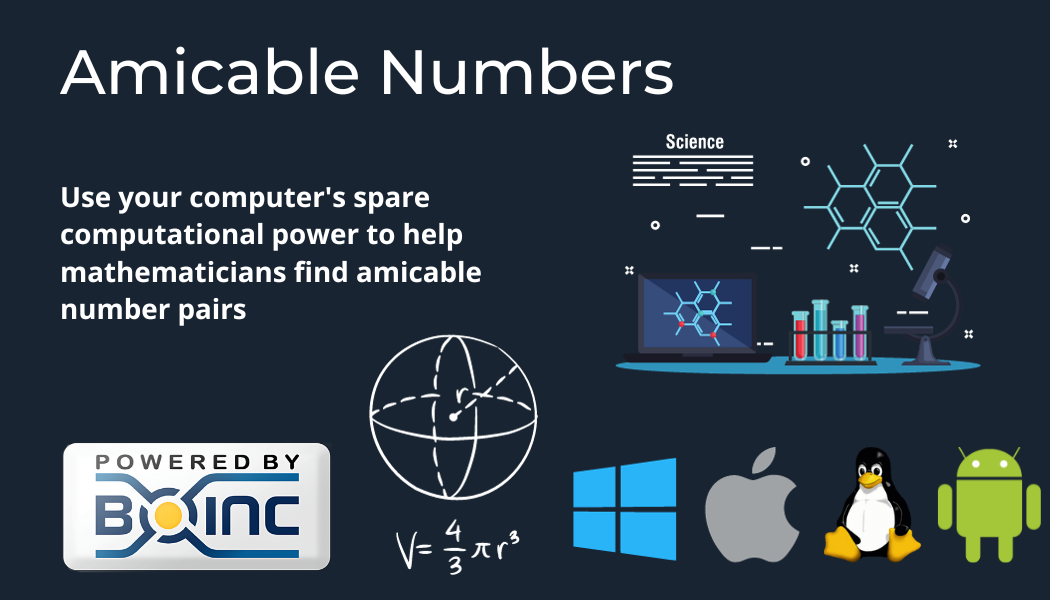 Amicable Numbers
Science
Use your computer's spare
computational power to help
mathematicians find amicable
number pairs
r
POWERED BY
BOINC
V= 4/3 π r³